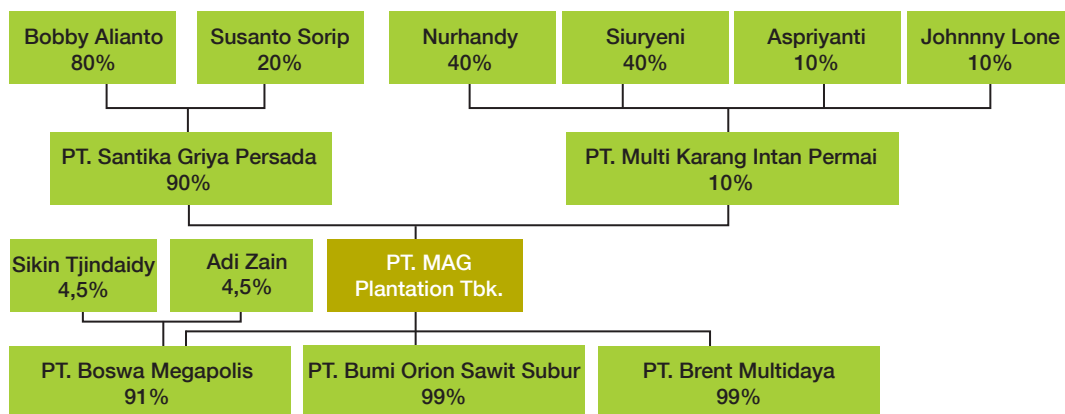 Bobby Alianto
80%
Susanto Sorip
20%
Nurhandy
40%
Siuryeni
40%
Aspriyanti
10%
Johnnny Lone
10%
PT. Santika Griya Persada
90%
PT. Multi Karang Intan Permai
10%
Sikin Tjindaidy
4,5%
Adi Zain
4,5%
PT. MAG
Plantation Tbk.
PT. Boswa Megapolis
91%
PT. Bumi Orion Sawit Subur
99%
PT. Brent Multidaya
99%